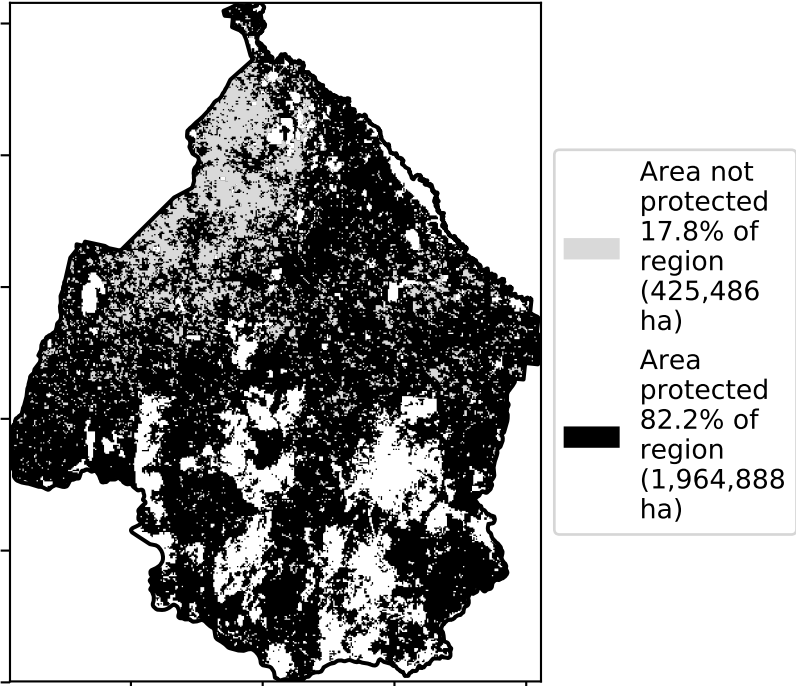 Area not
protected
17.8% of
region
(425,486
ha)
Area
protected
82.2% of
region
(1,964,888
ha)